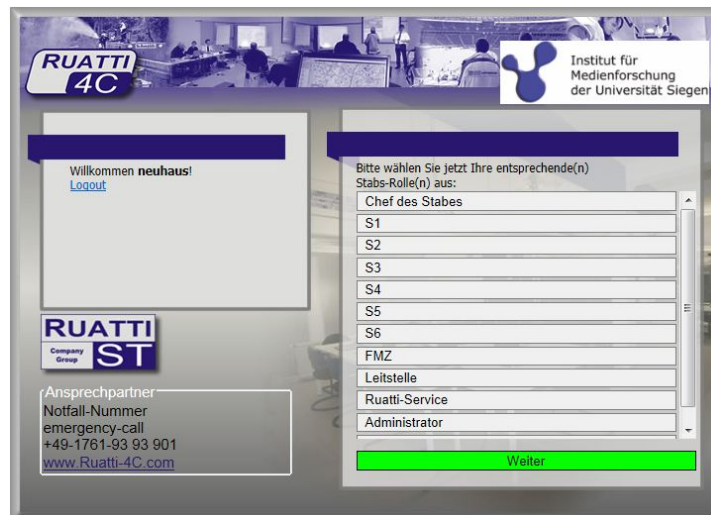 RUATTI
4C
Institut für
Medienforschung
der Universität Siegen
Willkommen neuhaus!
Logout
RUATTI
Company
Group
ST
Ansprechpartner
Notfall-Nummer
emergency-call
+49-1761-93 93 901
www.Ruatti-4C.com
Bitte wählen Sie jetzt Ihre entsprechende(n)
Stabs-Rolle(n) aus:
Chef des Stabes
S1
S2
S3
S4
S5
S6
FMZ
Leitstelle
Ruatti-Service
Administrator
Weiter